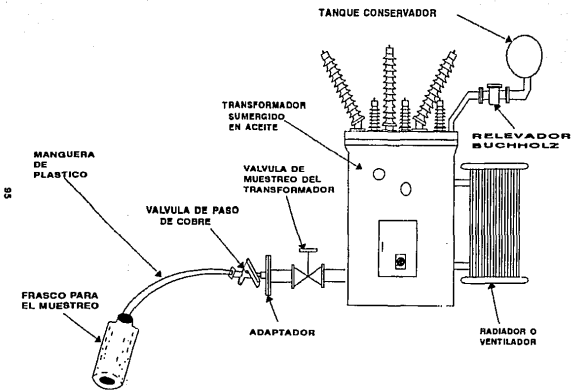 TANQUE CONSERVADOR
TRANSFORMADOR
SUMERGIDO
EN ACEITE
RELEVADOR
BUCHHOLZ
MANGUERA
DE
PLASTICO
VALVULA DE
MUESTREO DEL
TRANSFORMADOR
95
VALVULA DE PASO
DE COBRE
FRASCO PARA
EL MUESTREO
ADAPTADOR
RADIADOR O
VENTILADOR